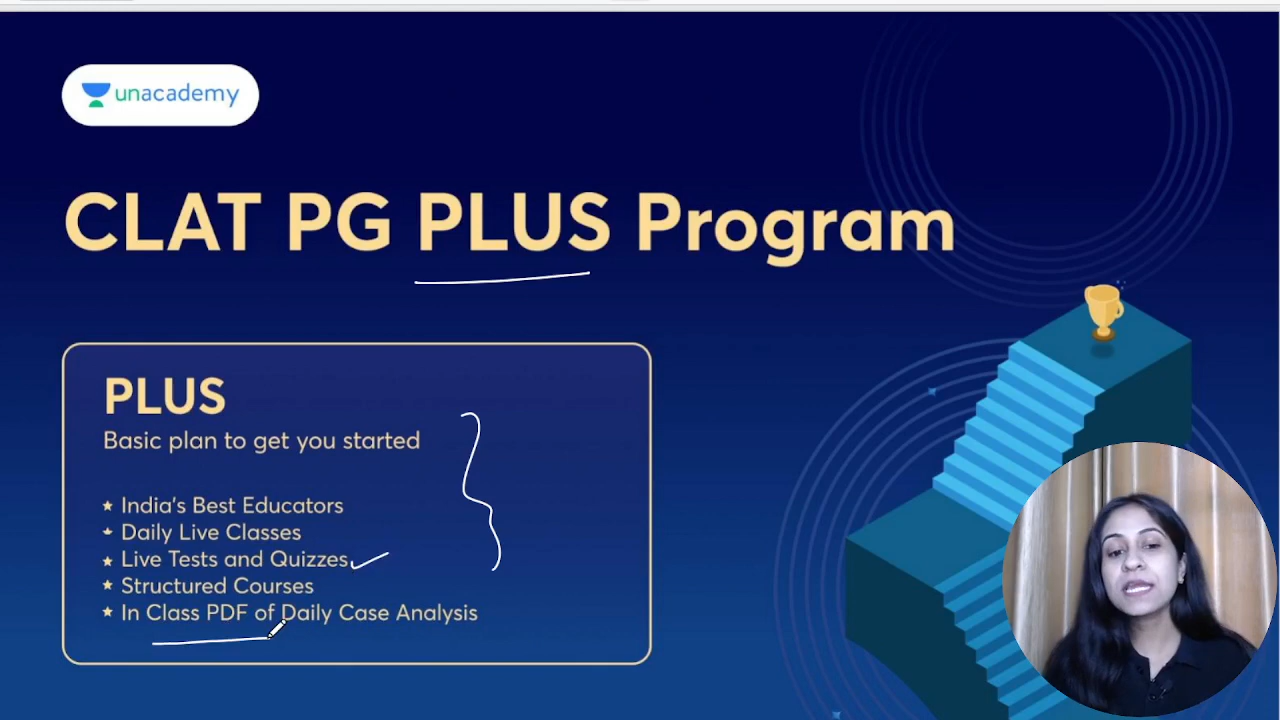 unacademy
CLAT PG PLUS Program
PLUS
Basic plan to get you started
India's Best Educators
Daily Live Classes
Live Tests and Quizzes
Structured Courses
In Class PDF of Daily Case Analysis